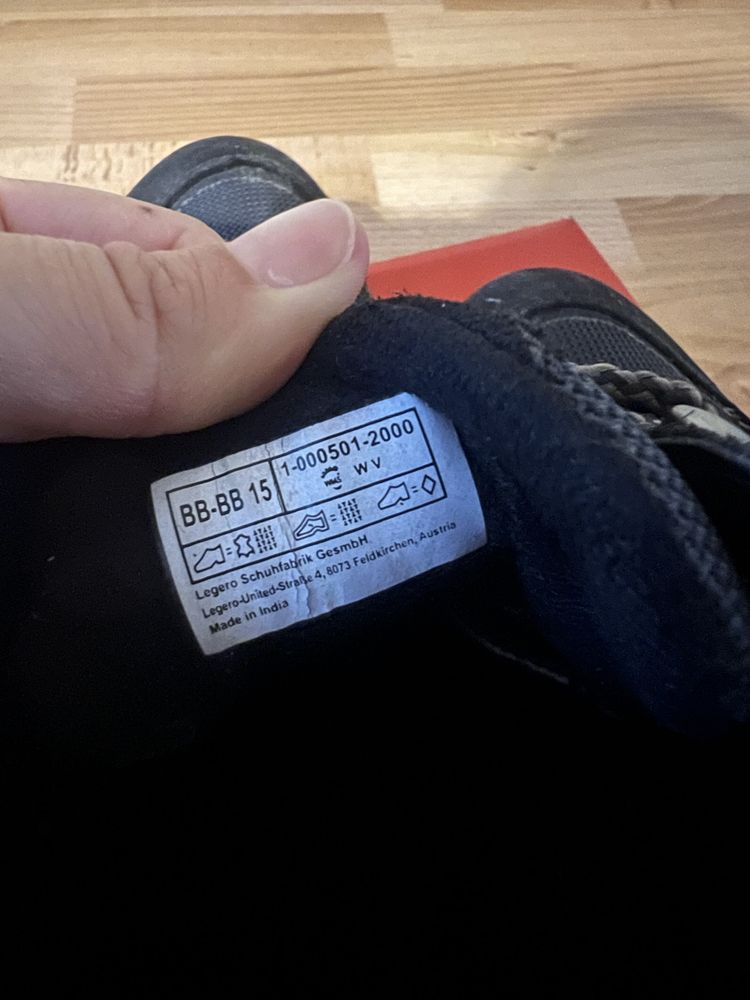 BB-BB 15
1-000501-2000
W V
Legero Schuhfabrik GesmbH
Legero-United-Straße 4, 8073 Feldkirchen, Austria
Made in India